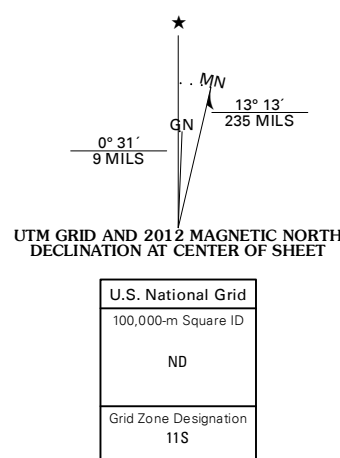 ★
. . MN
GN
13° 13´
235 MILS
0° 31´
9 MILS
UTM GRID AND 2012 MAGNETIC NORTH
DECLINATION AT CENTER OF SHEET
U.S. National Grid
100,000-m Square ID
ND
Grid Zone Designation
11S